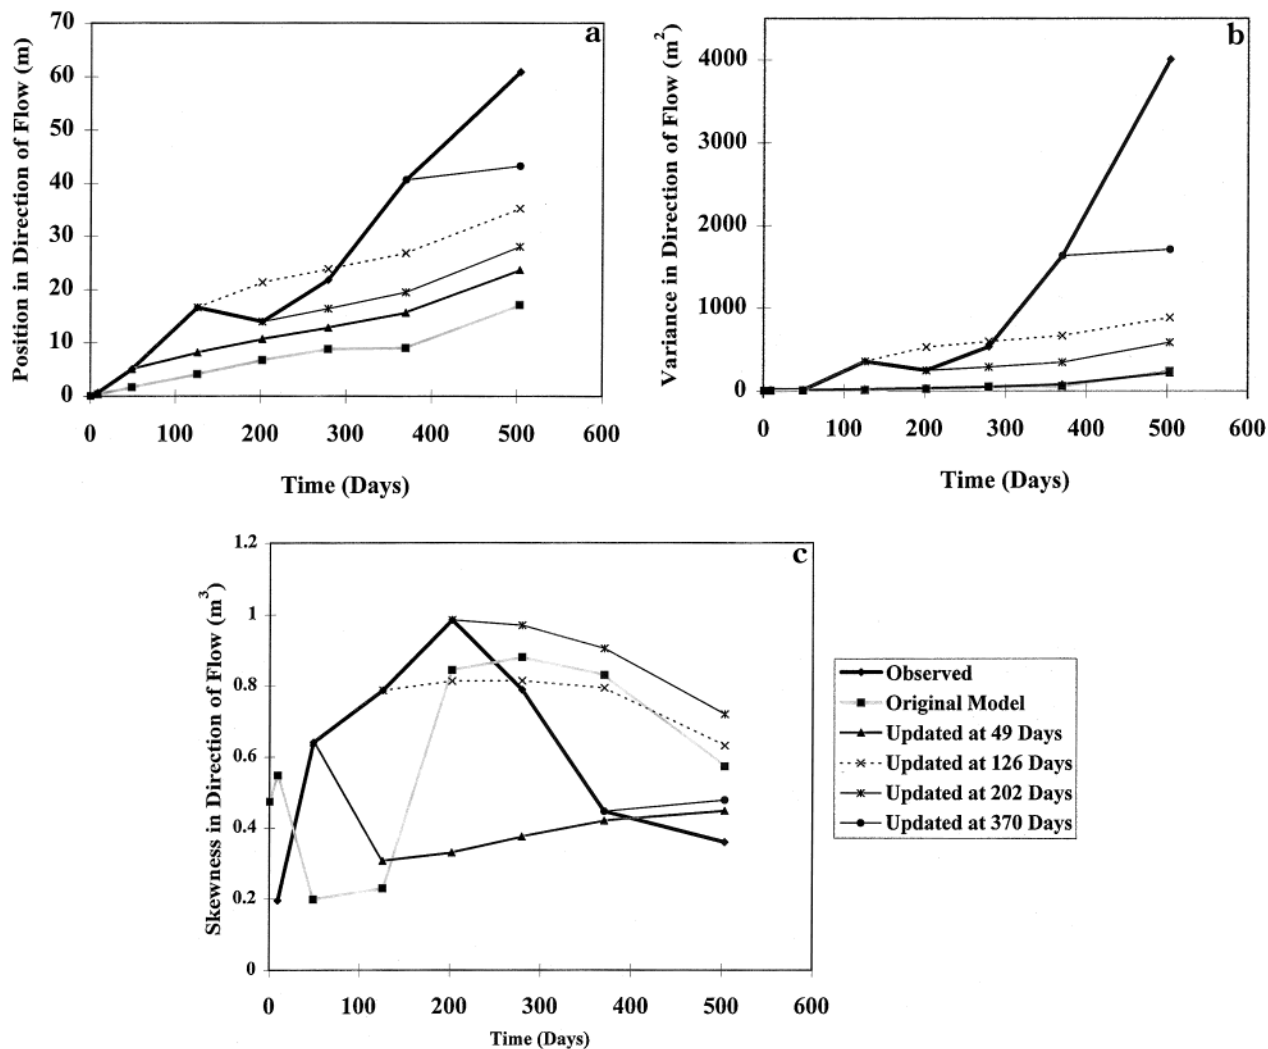 a
Position in Direction of Flow (m)
70
60
50
40
30
20
10
0
0 100 200 300 400 500 600
Time (Days)
b
Variance in Direction of Flow (m²)
4000
3000
2000
1000
0
0 100 200 300 400 500 600
Time (Days)
c
Skewness in Direction of Flow (m³)
1.2
1
0.8
0.6
0.4
0.2
0
0 100 200 300 400 500 600
Time (Days)
Observed
Original Model
Updated at 49 Days
Updated at 126 Days
Updated at 202 Days
Updated at 370 Days